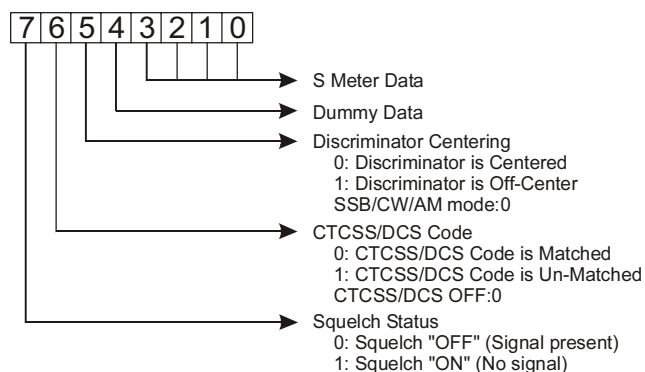 7 6 5 4 3 2 1 0
S Meter Data
Dummy Data
Discriminator Centering
0: Discriminator is Centered
1: Discriminator is Off-Center
SSB/CW/AM mode:0
CTCSS/DCS Code
0: CTCSS/DCS Code is Matched
1: CTCSS/DCS Code is Un-Matched
CTCSS/DCS OFF:0
Squelch Status
0: Squelch "OFF" (Signal present)
1: Squelch "ON" (No signal)